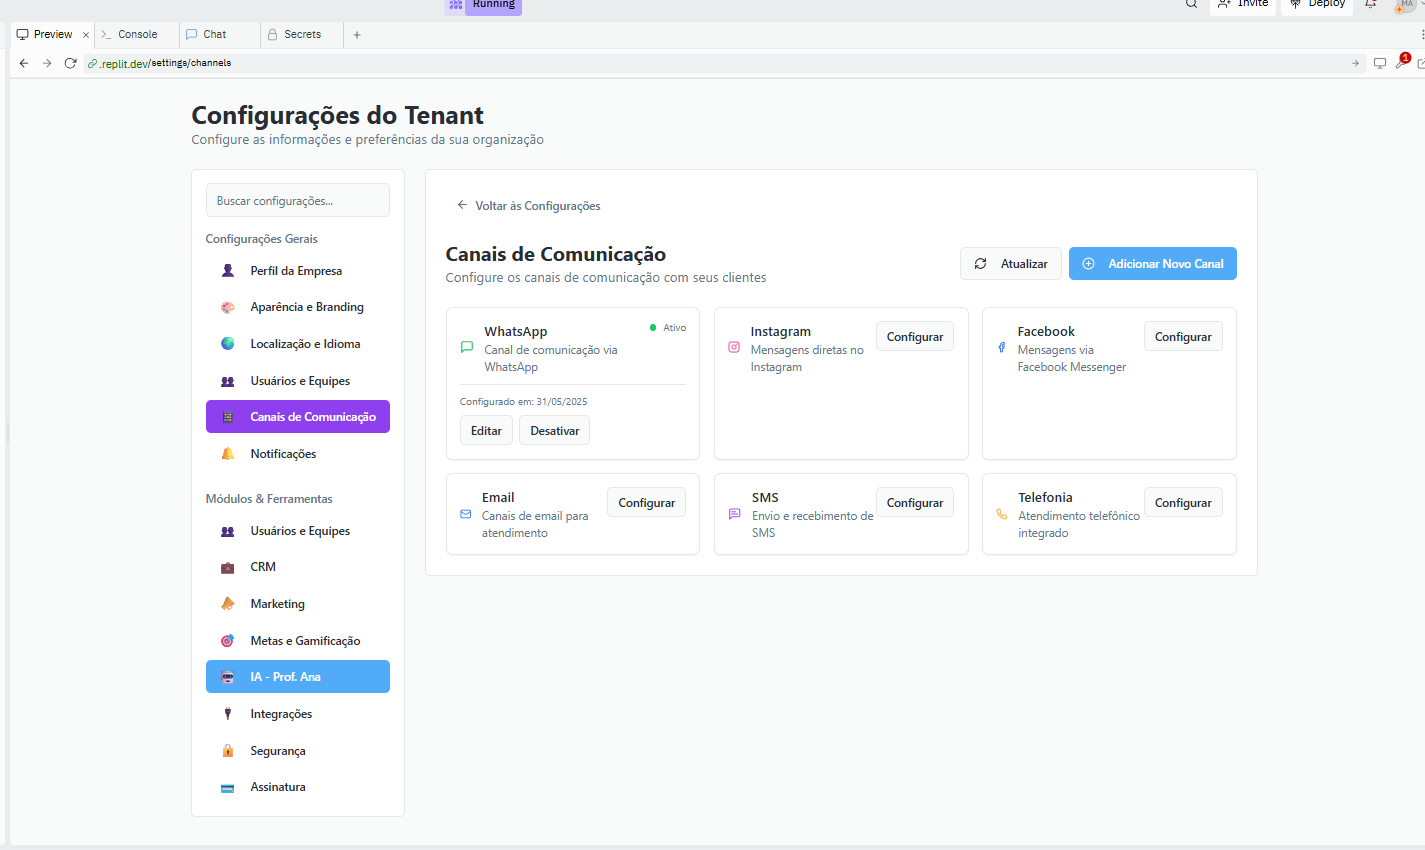 Running
Invite
Deploy
MA
Preview
Console
Chat
Secrets
.replit.dev/settings/channels
1
Configurações do Tenant
Configure as informações e preferências da sua organização
Buscar configurações...
Configurações Gerais
Perfil da Empresa
Aparência e Branding
Localização e Idioma
Usuários e Equipes
Canais de Comunicação
Notificações
Módulos & Ferramentas
Usuários e Equipes
CRM
Marketing
Metas e Gamificação
IA - Prof. Ana
Integrações
Segurança
Assinatura
Voltar às Configurações
Canais de Comunicação
Configure os canais de comunicação com seus clientes
Atualizar
Adicionar Novo Canal
WhatsApp
Ativo
Canal de comunicação via
WhatsApp
Configurado em: 31/05/2025
Editar
Desativar
Instagram
Mensagens diretas no
Instagram
Configurar
Facebook
Mensagens via
Facebook Messenger
Configurar
Email
Canais de email para
atendimento
Configurar
SMS
Envio e recebimento de
SMS
Configurar
Telefonia
Atendimento telefônico
integrado
Configurar